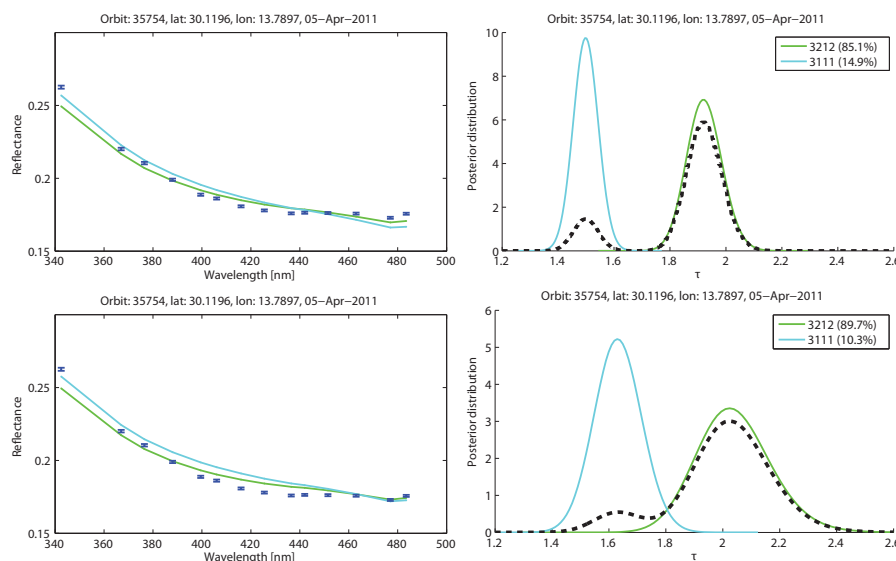 Orbit: 35754, lat: 30.1196, lon: 13.7897, 05−Apr−2011
0.25
0.2
0.15
Reflectance
340 360 380 400 420 440 460 480 500
Wavelength [nm]
Orbit: 35754, lat: 30.1196, lon: 13.7897, 05−Apr−2011
10
8
6
4
2
0
Posterior distribution
3212 (85.1%)
3111 (14.9%)
1.2 1.4 1.6 1.8 2 2.2 2.4 2.6
τ
Orbit: 35754, lat: 30.1196, lon: 13.7897, 05−Apr−2011
0.25
0.2
0.15
Reflectance
340 360 380 400 420 440 460 480 500
Wavelength [nm]
Orbit: 35754, lat: 30.1196, lon: 13.7897, 05−Apr−2011
6
5
4
3
2
1
0
Posterior distribution
3212 (89.7%)
3111 (10.3%)
1.2 1.4 1.6 1.8 2 2.2 2.4 2.6
τ